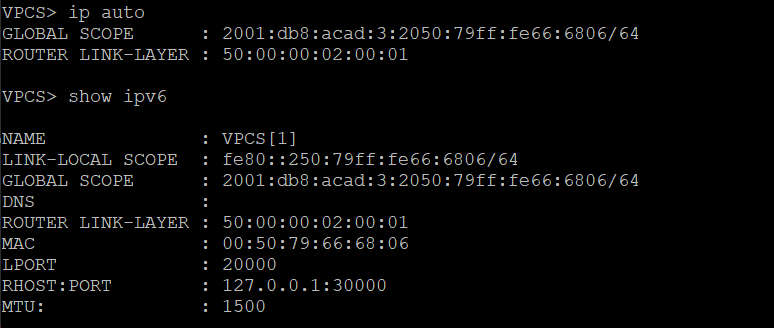 VPCS> ip auto
GLOBAL SCOPE      : 2001:db8:acad:3:2050:79ff:fe66:6806/64
ROUTER LINK-LAYER : 50:00:00:02:00:01
VPCS> show ipv6
NAME              : VPCS[1]
LINK-LOCAL SCOPE  : fe80::250:79ff:fe66:6806/64
GLOBAL SCOPE      : 2001:db8:acad:3:2050:79ff:fe66:6806/64
DNS               :
ROUTER LINK-LAYER : 50:00:00:02:00:01
MAC               : 00:50:79:66:68:06
LPORT             : 20000
RHOST:PORT        : 127.0.0.1:30000
MTU:              : 1500